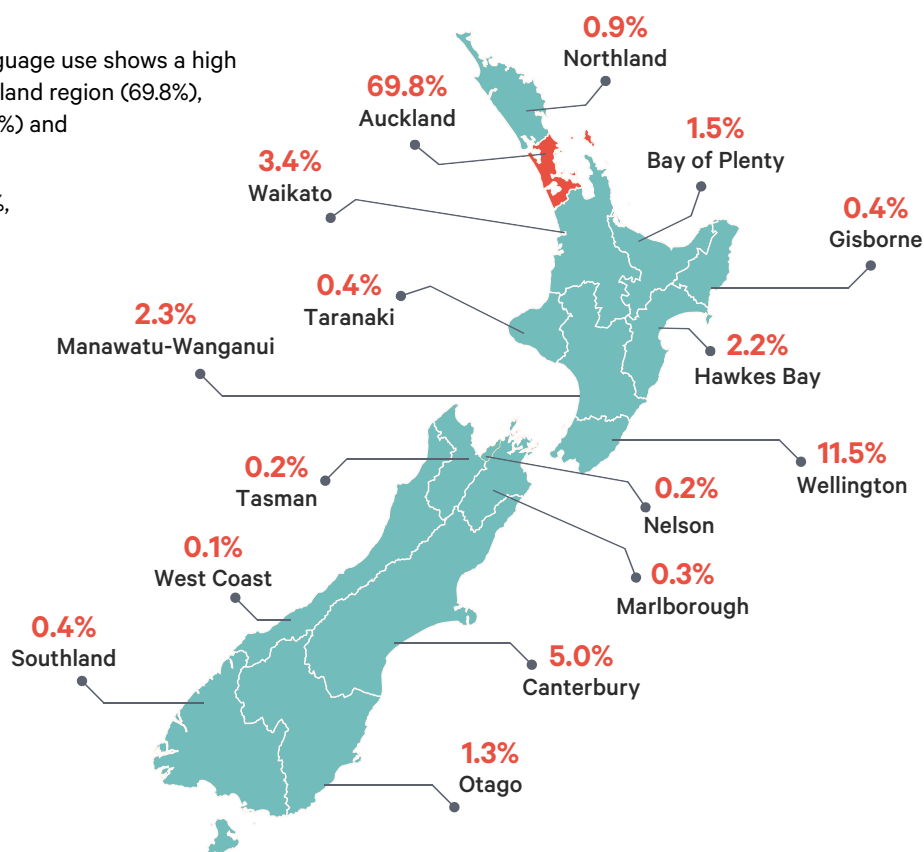 guage use shows a high
land region (69.8%),
%) and
%,
0.9%
Northland
69.8%
Auckland
1.5%
Bay of Plenty
3.4%
Waikato
0.4%
Gisborne
0.4%
Taranaki
2.3%
Manawatu-Wanganui
2.2%
Hawkes Bay
11.5%
Wellington
0.2%
Tasman
0.2%
Nelson
0.1%
West Coast
0.3%
Marlborough
0.4%
Southland
5.0%
Canterbury
1.3%
Otago